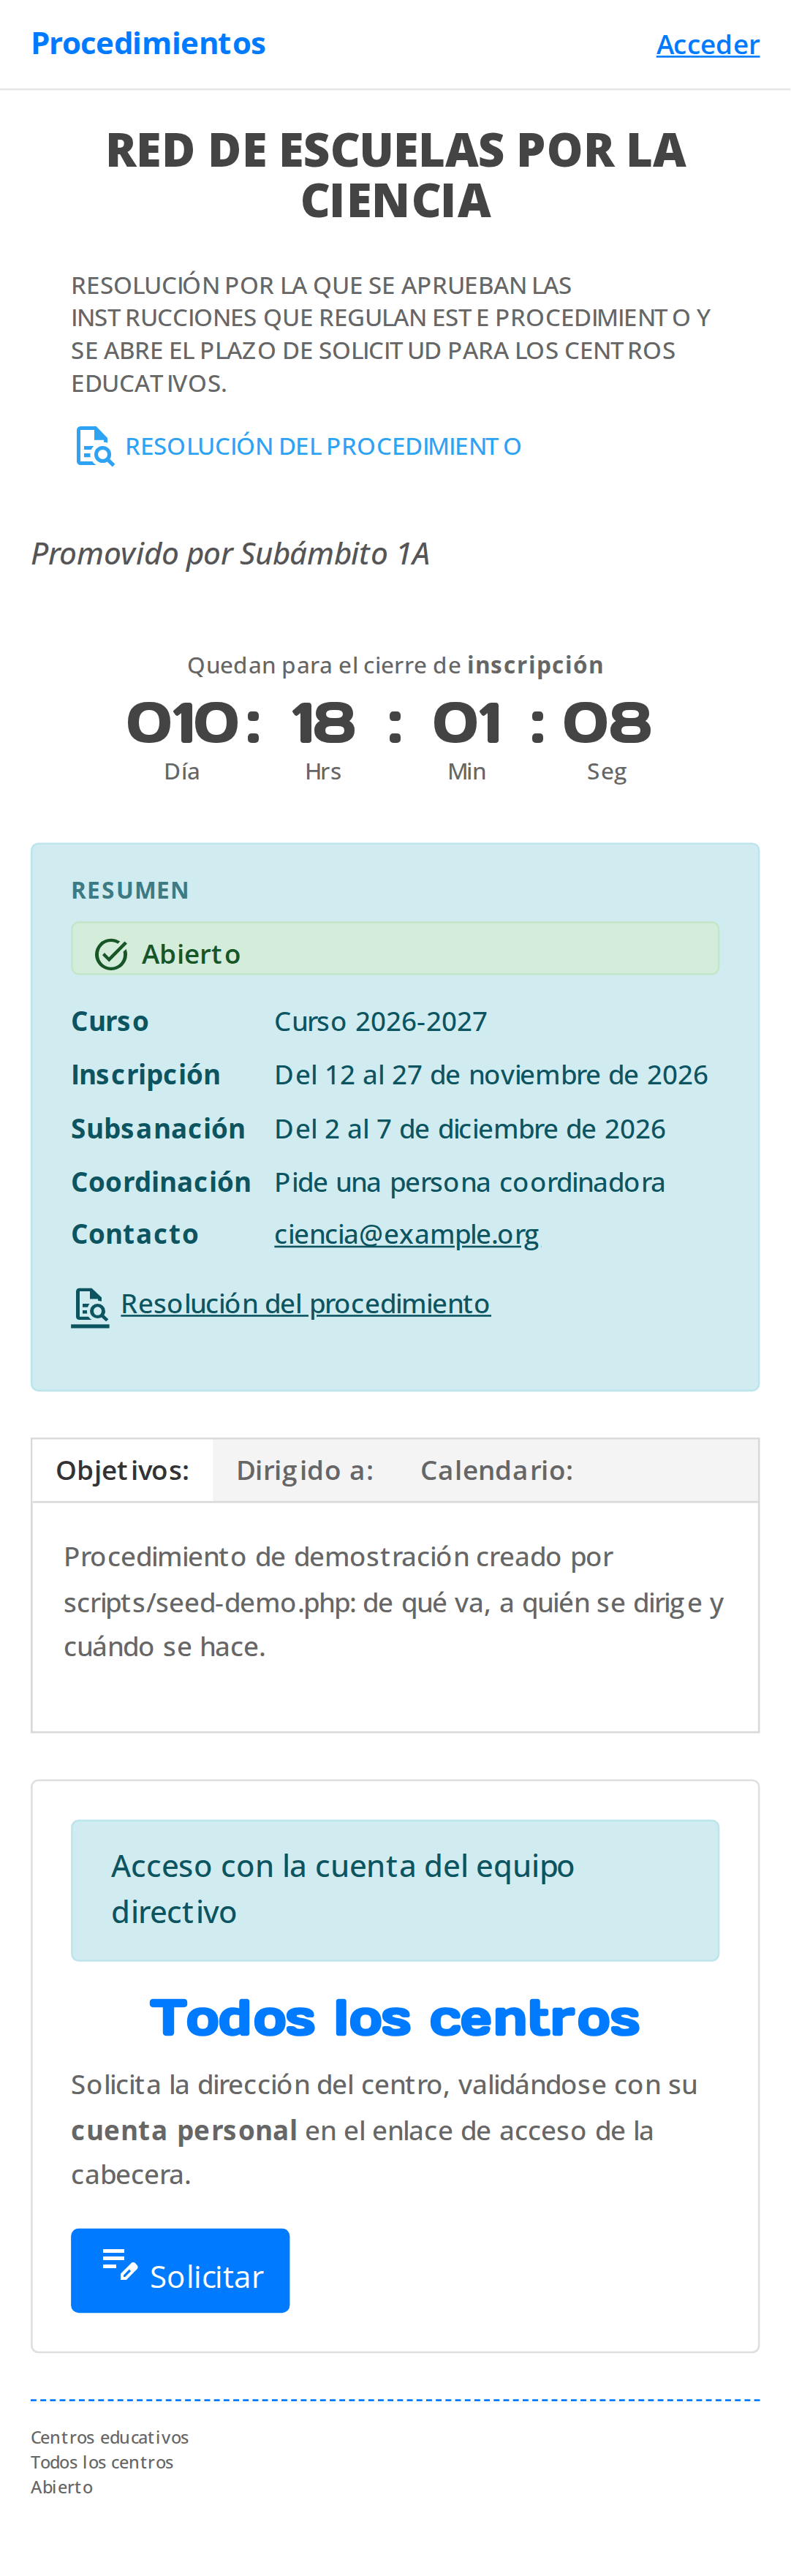 Procedimientos
Acceder
RED DE ESCUELAS POR LA
CIENCIA
RESOLUCIÓN POR LA QUE SE APRUEBAN LAS
INSTRUCCIONES QUE REGULAN ESTE PROCEDIMIENTO Y
SE ABRE EL PLAZO DE SOLICITUD PARA LOS CENTROS
EDUCATIVOS.
RESOLUCIÓN DEL PROCEDIMIENTO
Promovido por Subámbito 1A
Quedan para el cierre de inscripción
010 : 18 : 01 : 08
Día Hrs Min Seg
RESUMEN
Abierto
Curso Curso 2026-2027
Inscripción Del 12 al 27 de noviembre de 2026
Subsanación Del 2 al 7 de diciembre de 2026
Coordinación Pide una persona coordinadora
Contacto ciencia@example.org
Resolución del procedimiento
Objetivos: Dirigido a: Calendario:
Procedimiento de demostración creado por
scripts/seed-demo.php: de qué va, a quién se dirige y
cuándo se hace.
Acceso con la cuenta del equipo
directivo
Todos los centros
Solicita la dirección del centro, validándose con su
cuenta personal en el enlace de acceso de la
cabecera.
Solicitar
Centros educativos
Todos los centros
Abierto